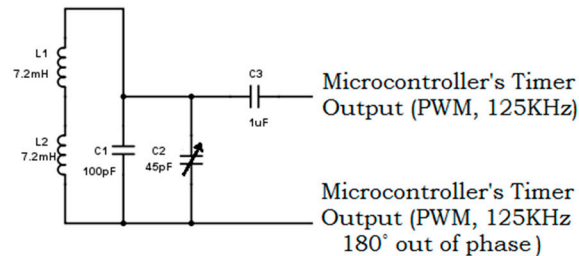 L1
7.2mH
L2
7.2mH
C1
100pF
C2
45pF
C3
1uF
Microcontroller's Timer
Output (PWM, 125KHz)
Microcontroller's Timer
Output (PWM, 125KHz
180° out of phase)